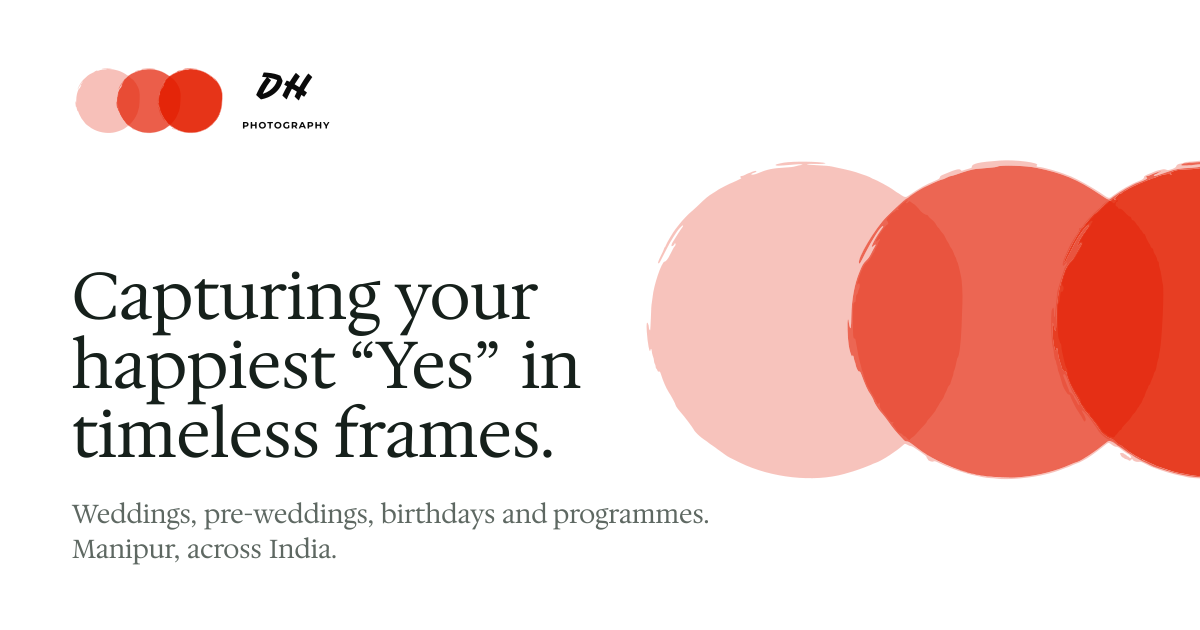 DH
PHOTOGRAPHY
Capturing your
happiest “Yes” in
timeless frames.
Weddings, pre-weddings, birthdays and programmes.
Manipur, across India.